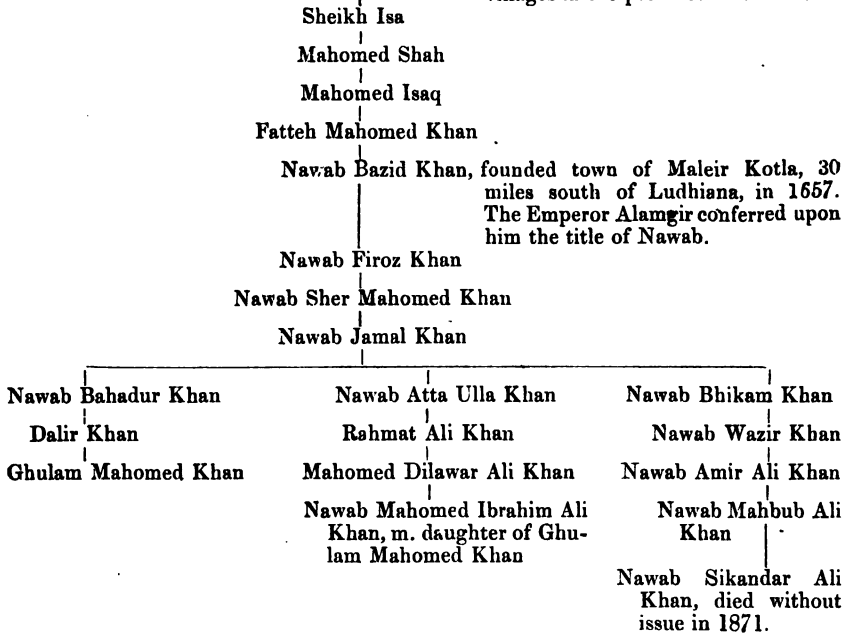 Sheikh Isa
Mahomed Shah
Mahomed Isaq
Fatteh Mahomed Khan
Nawab Bazid Khan, founded town of Maleir Kotla, 30
miles south of Ludhiana, in 1657.
The Emperor Alamgir conferred upon
him the title of Nawab.
Nawab Firoz Khan
Nawab Sher Mahomed Khan
Nawab Jamal Khan
Nawab Bahadur Khan Nawab Atta Ulla Khan Nawab Bhikam Khan
Dalir Khan Rahmat Ali Khan Nawab Wazir Khan
Ghulam Mahomed Khan Mahomed Dilawar Ali Khan Nawab Amir Ali Khan
Nawab Mahomed Ibrahim Ali Nawab Mahbub Ali
Khan, m. daughter of Ghu- Khan
lam Mahomed Khan
Nawab Sikandar Ali
Khan, died without
issue in 1871.